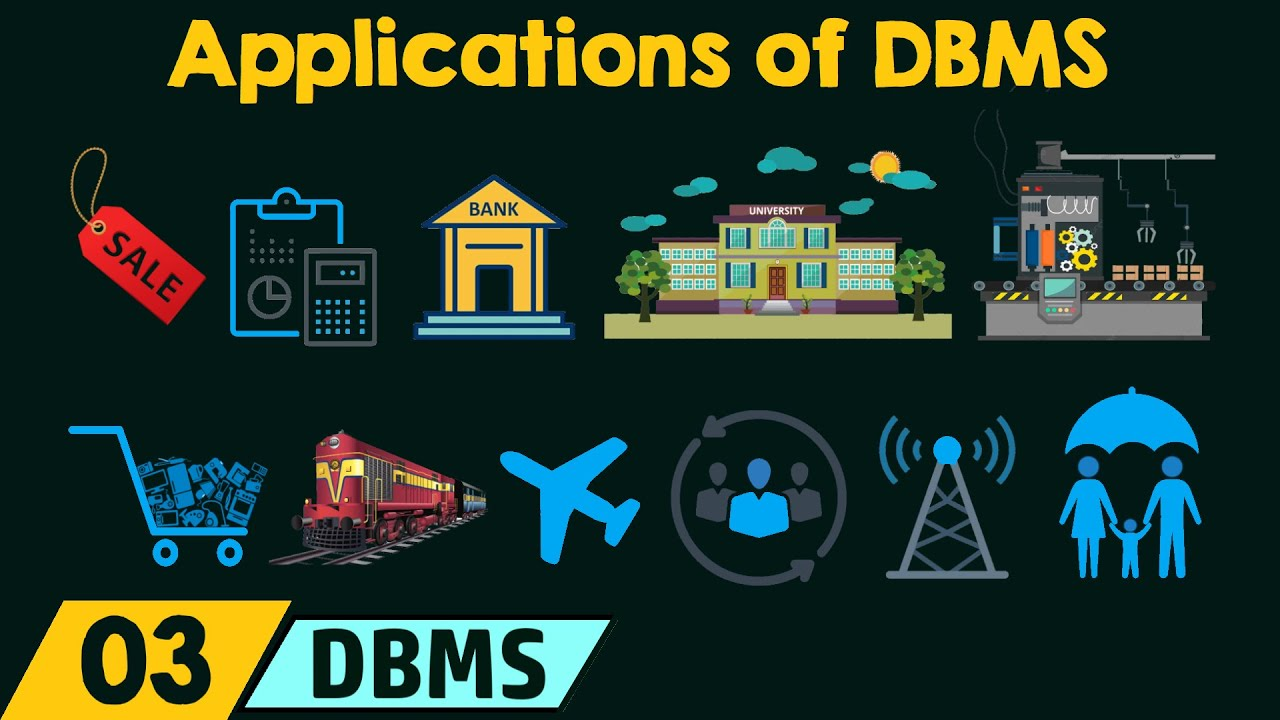 Applications of DBMS
SALE
BANK
UNIVERSITY
03
DBMS